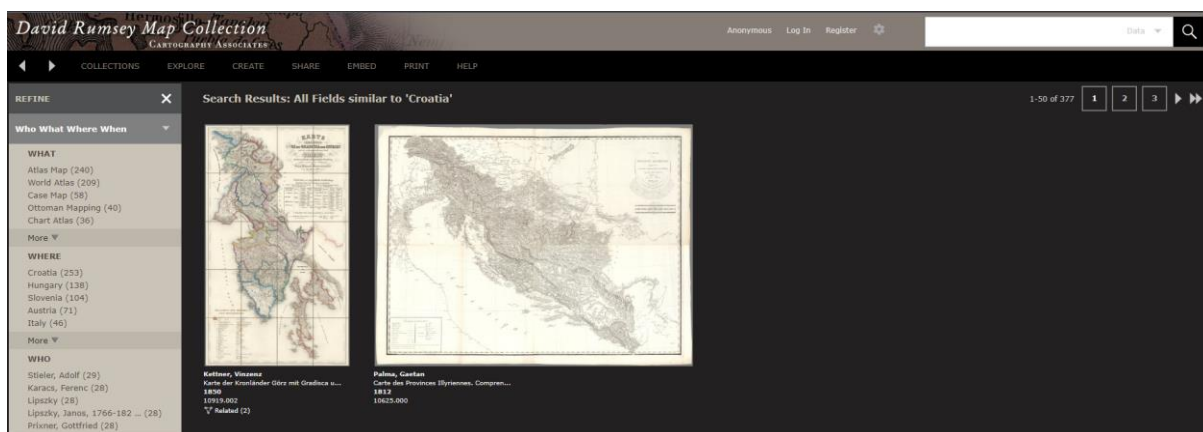 David Rumsey Map Collection
CARTOGRAPHY ASSOCIATES
Anonymous Log In Register
Data
COLLECTIONS EXPLORE CREATE SHARE EMBED PRINT HELP
REFINE
Search Results: All Fields similar to 'Croatia'
1-50 of 377 1 2 3
Who What Where When
WHAT
Atlas Map (240)
World Atlas (209)
Case Map (58)
Ottoman Mapping (40)
Chart Atlas (36)
More
WHERE
Croatia (253)
Hungary (138)
Slovenia (104)
Austria (71)
Italy (46)
More
WHO
Stieler, Adolf (29)
Karacs, Ferenc (28)
Lipszky (28)
Lipszky, Janos, 1766-182 ... (28)
Prixner, Gottfried (28)
KARTE
Kettner, Vinzenz
Karte der Kronländer Görz mit Gradisca u...
1850
10919.002
Related (2)
Palma, Gaetan
Carte des Provinces Illyriennes. Compren...
1812
10625.000